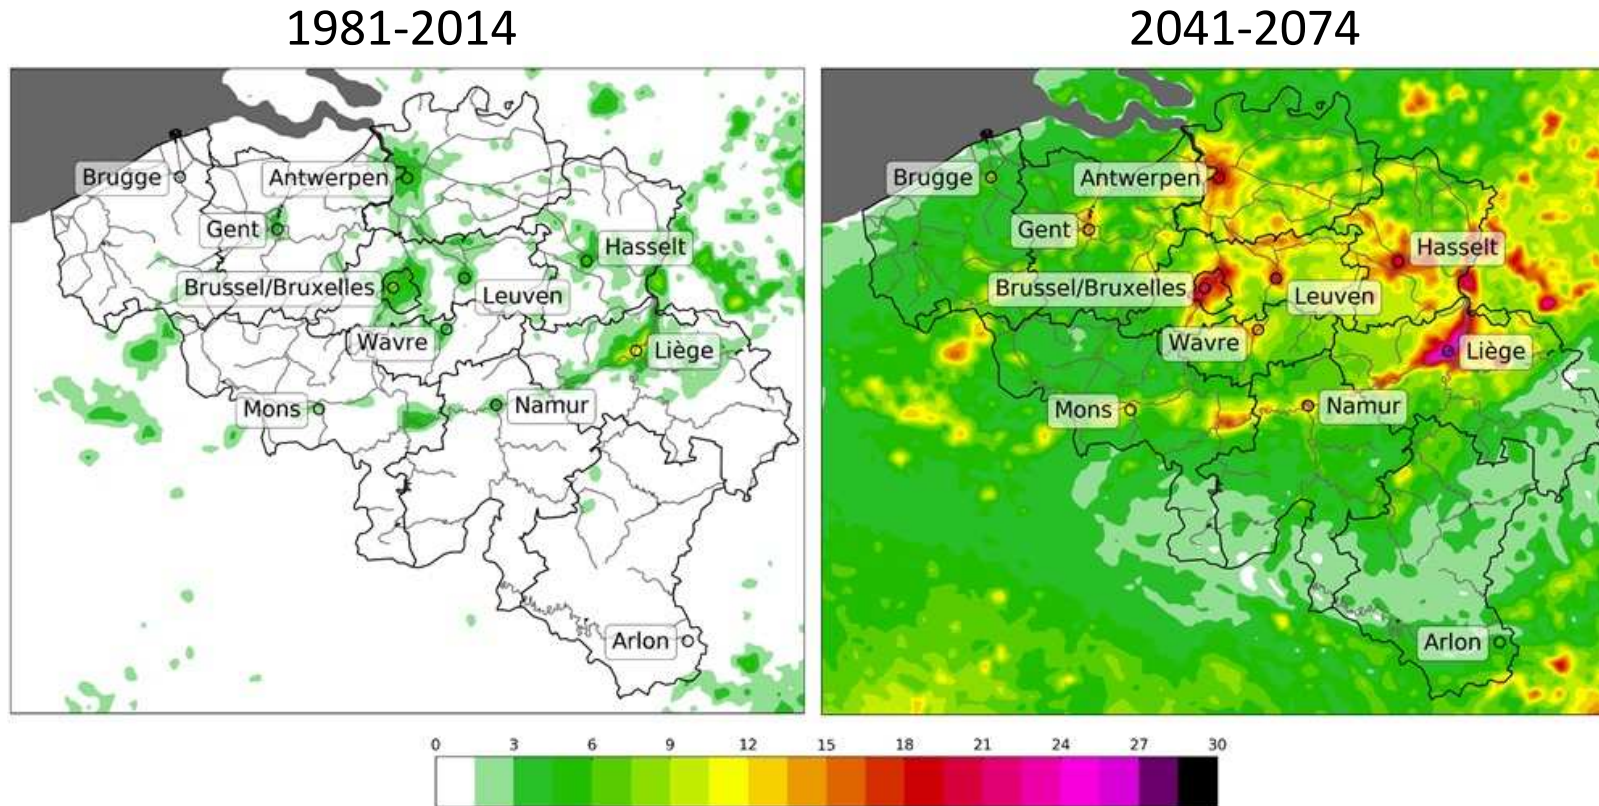 1981-2014
2041-2074
Brugge
Antwerpen
Gent
Hasselt
Brussel/Bruxelles
Leuven
Wavre
Liège
Mons
Namur
Arlon
Brugge
Antwerpen
Gent
Hasselt
Brussel/Bruxelles
Leuven
Wavre
Liège
Mons
Namur
Arlon
0 3 6 9 12 15 18 21 24 27 30